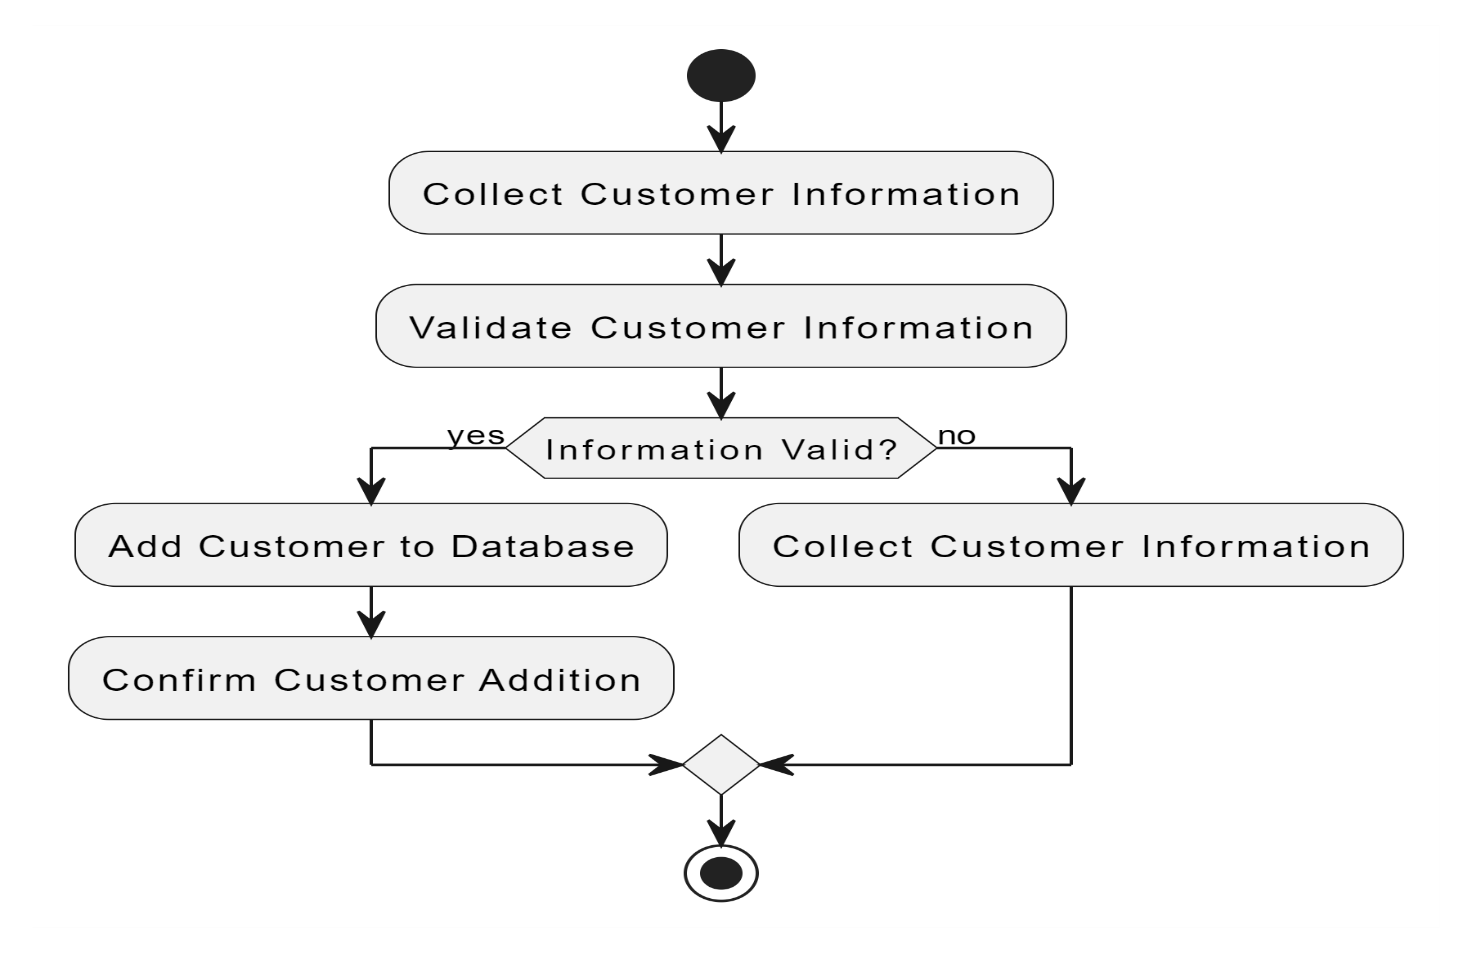 Collect Customer Information
Validate Customer Information
yes
Information Valid?
no
Add Customer to Database
Collect Customer Information
Confirm Customer Addition